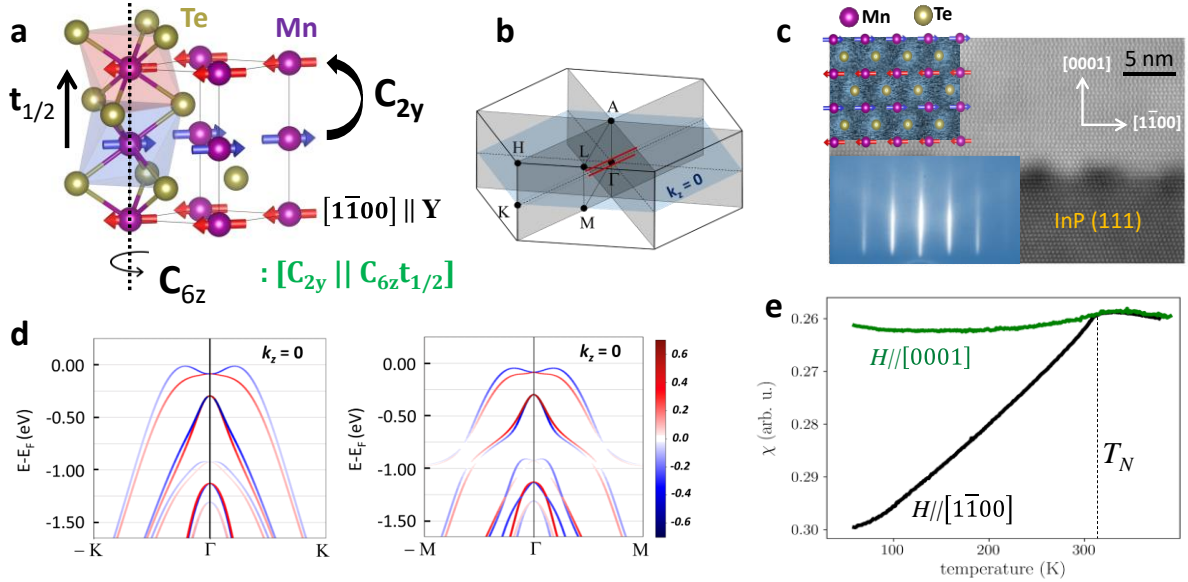 a
Te
Mn
t1/2
C2y
[11̅00] || Y
C6z
: [C2y || C6zt1/2]
b
A
H
L
Γ
K
M
kz = 0
c
Mn
Te
5 nm
[0001]
[11̅00]
InP (111)
d
kz = 0
E-EF (eV)
0.00
-0.50
-1.00
-1.50
− K
Γ
K
kz = 0
E-EF (eV)
0.00
-0.50
-1.00
-1.50
− M
Γ
M
0.6
0.4
0.2
0.0
-0.2
-0.4
-0.6
e
χ (arb. u.)
0.26
0.27
0.28
0.29
0.30
H//[0001]
H//[11̅00]
TN
100
200
300
temperature (K)